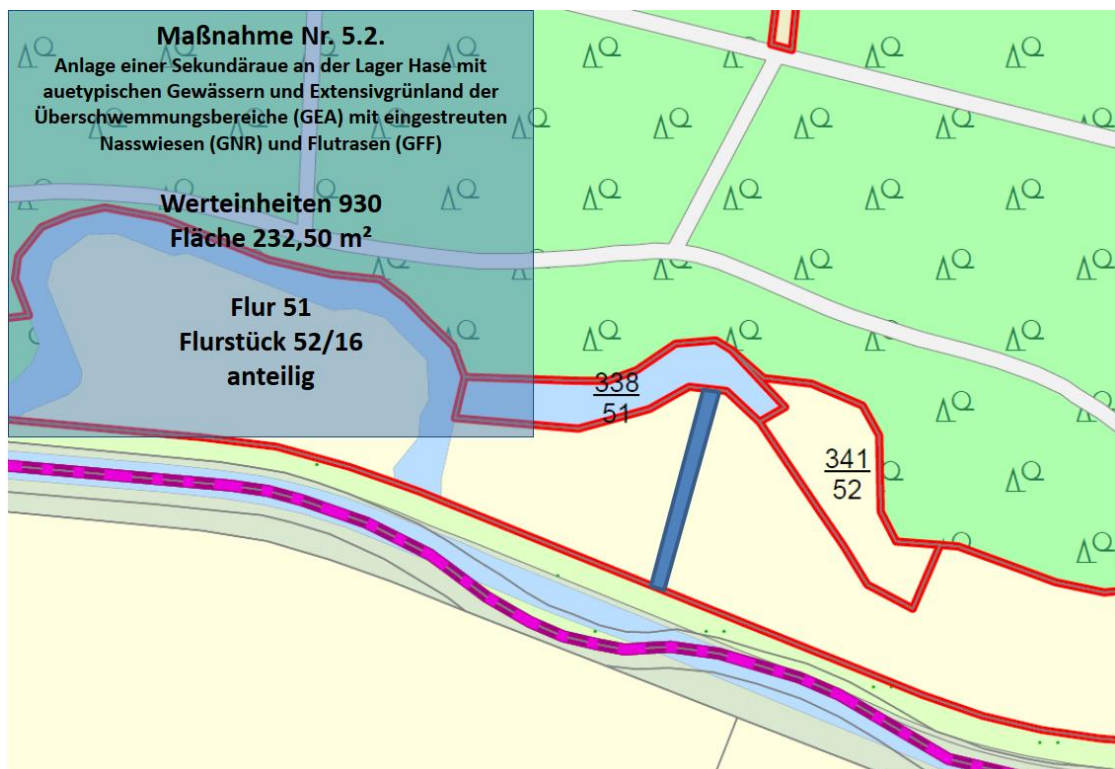 Maßnahme Nr. 5.2.
Anlage einer Sekundäraue an der Lager Hase mit
auetypischen Gewässern und Extensivgrünland der
Überschwemmungsbereiche (GEA) mit eingestreuten
Nasswiesen (GNR) und Flutrasen (GFF)
Werteinheiten 930
Fläche 232,50 m²
Flur 51
Flurstück 52/16
anteilig
338
51
341
52